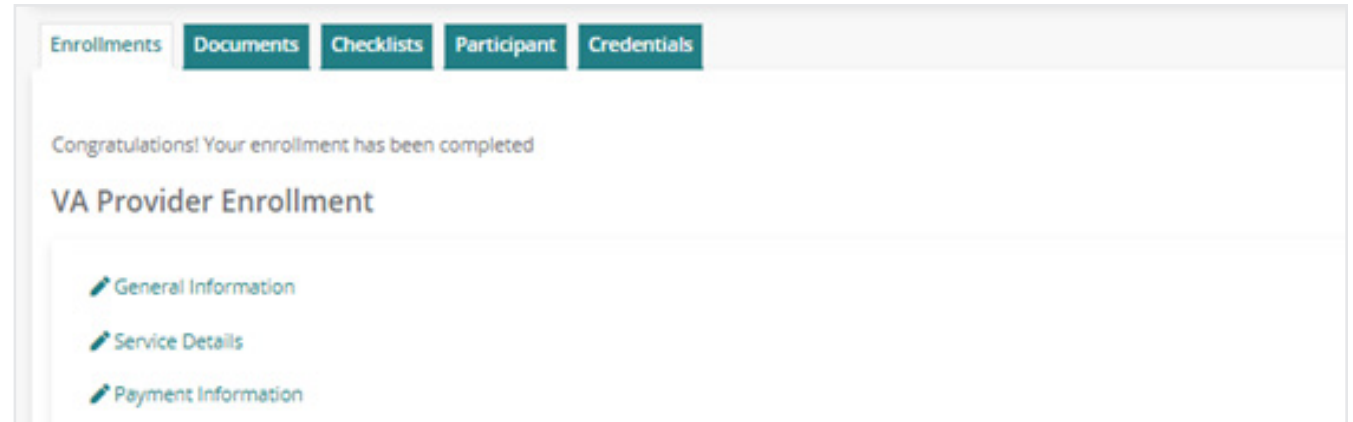 Enrollments Documents Checklists Participant Credentials
Congratulations! Your enrollment has been completed
VA Provider Enrollment
General Information
Service Details
Payment Information